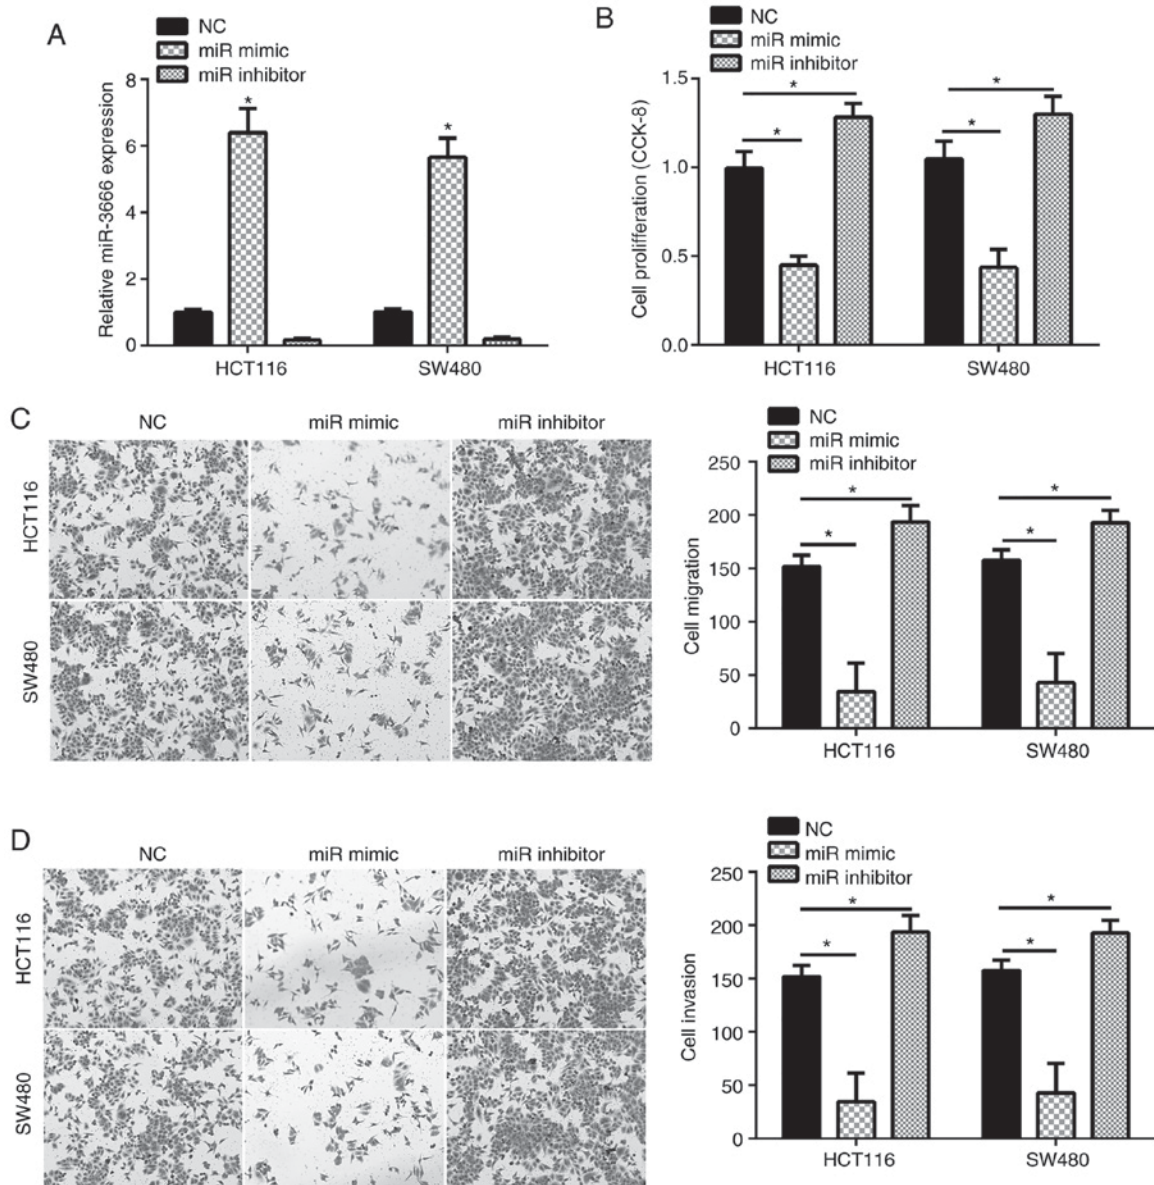 A
NC
miR mimic
miR inhibitor
Relative miR-3666 expression
8
6
4
2
0
*
*
HCT116
SW480
B
NC
miR mimic
miR inhibitor
Cell proliferation (CCK-8)
1.5
1.0
0.5
0.0
*
*
*
*
HCT116
SW480
C
NC
miR mimic
miR inhibitor
HCT116
SW480
NC
miR mimic
miR inhibitor
Cell migration
250
200
150
100
50
0
*
*
*
*
HCT116
SW480
D
NC
miR mimic
miR inhibitor
HCT116
SW480
NC
miR mimic
miR inhibitor
Cell invasion
250
200
150
100
50
0
*
*
*
*
HCT116
SW480